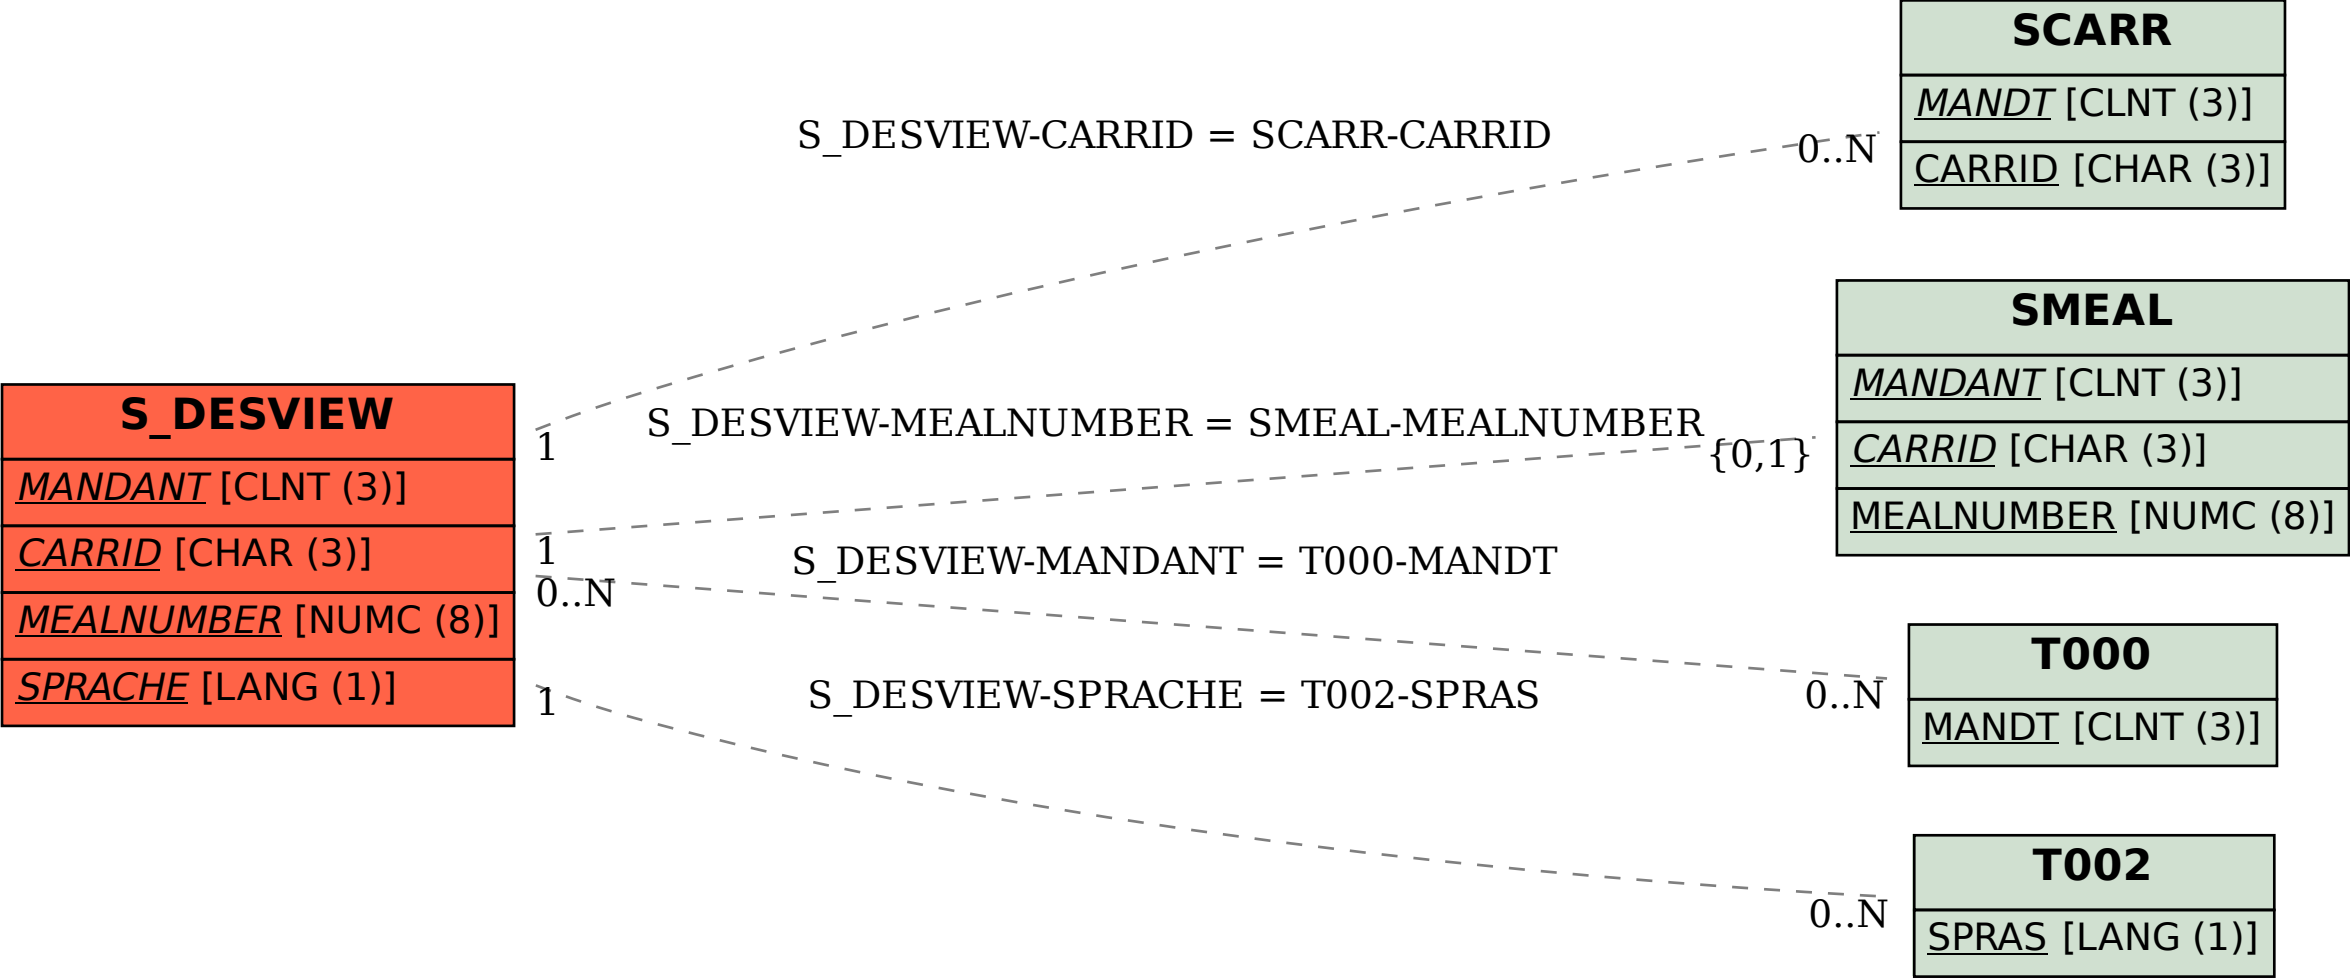 SCARR
MANDT [CLNT (3)]
CARRID [CHAR (3)]
S_DESVIEW-CARRID = SCARR-CARRID
0..N
1
SMEAL
MANDANT [CLNT (3)]
CARRID [CHAR (3)]
MEALNUMBER [NUMC (8)]
S_DESVIEW
MANDANT [CLNT (3)]
CARRID [CHAR (3)]
MEALNUMBER [NUMC (8)]
SPRACHE [LANG (1)]
S_DESVIEW-MEALNUMBER = SMEAL-MEALNUMBER
{0,1}
1
S_DESVIEW-MANDANT = T000-MANDT
0..N
0..N
T000
MANDT [CLNT (3)]
S_DESVIEW-SPRACHE = T002-SPRAS
1
0..N
T002
SPRAS [LANG (1)]